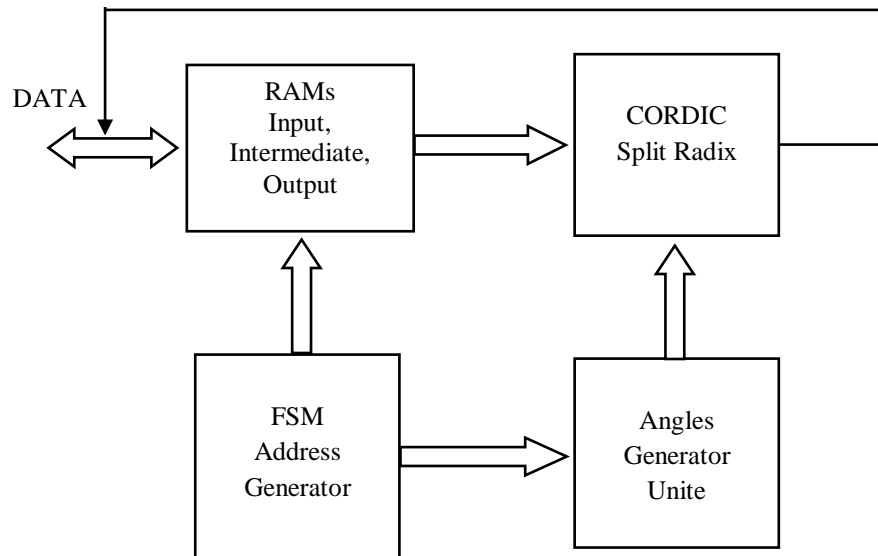 DATA
RAMs
Input,
Intermediate,
Output
CORDIC
Split Radix
FSM
Address
Generator
Angles
Generator
Unite